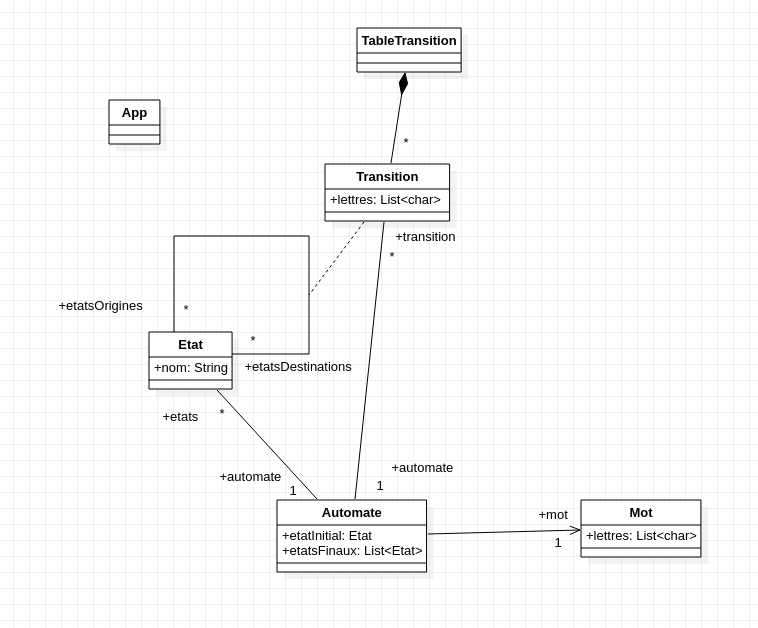 TableTransition
App
*
Transition
+lettres: List<char>
+transition
*
+etatsOrigines
*
*
Etat
+nom: String
+etatsDestinations
+etats
*
+automate
1
+automate
1
Automate
+etatInitial: Etat
+etatsFinaux: List<Etat>
+mot
1
Mot
+lettres: List<char>